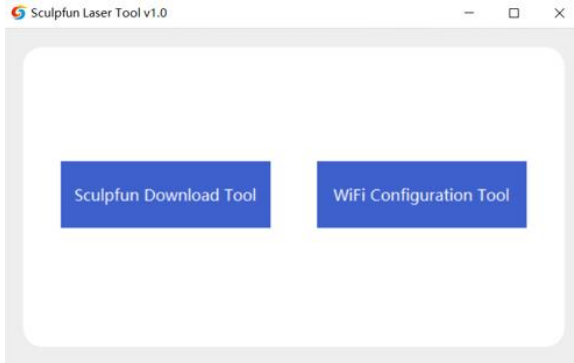 Sculpfun Laser Tool v1.0
Sculpfun Download Tool
WiFi Configuration Tool